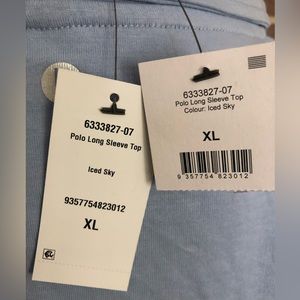 6333827-07
Polo Long Sleeve Top
Iced Sky
9357754823012
XL
6333827-07
Polo Long Sleeve Top
Colour: Iced Sky
XL
9 357754 823012